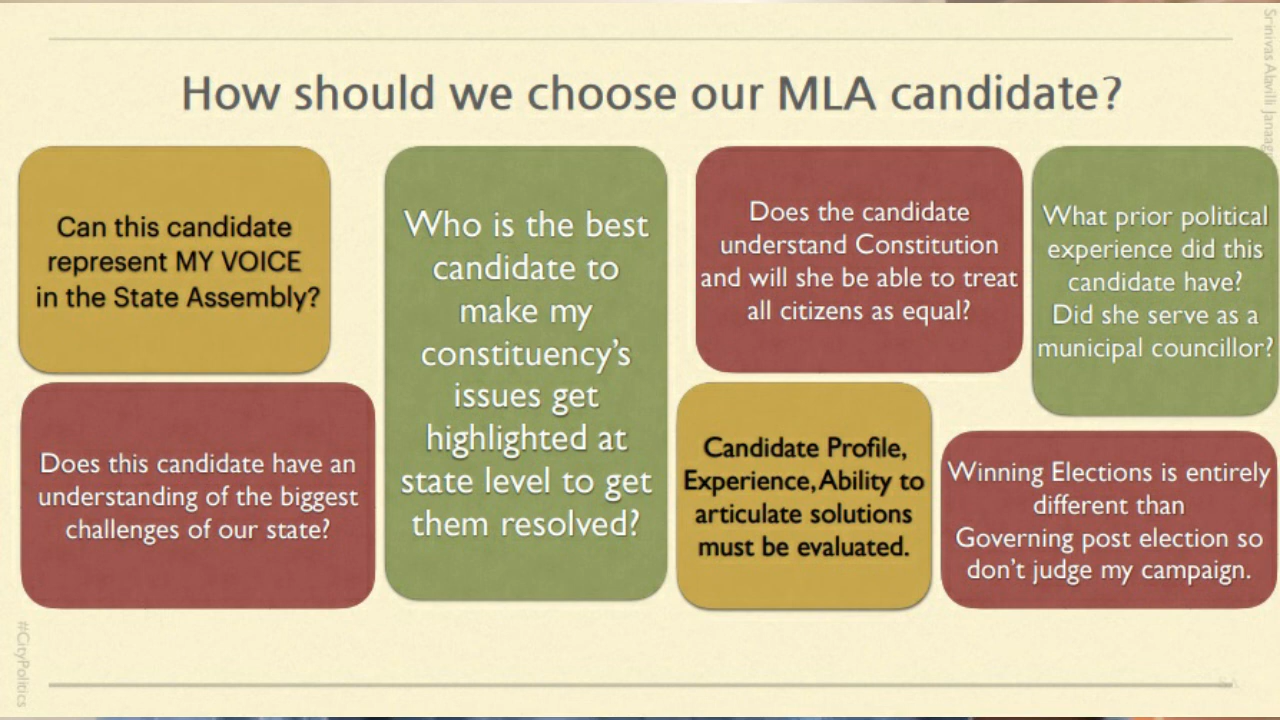 How should we choose our MLA candidate?
Can this candidate
represent MY VOICE
in the State Assembly?
Who is the best
candidate to
make my
constituency's
issues get
highlighted at
state level to get
them resolved?
Does the candidate
understand Constitution
and will she be able to treat
all citizens as equal?
What prior political
experience did this
candidate have?
Did she serve as a
municipal councillor?
Does this candidate have an
understanding of the biggest
challenges of our state?
Candidate Profile,
Experience, Ability to
articulate solutions
must be evaluated.
Winning Elections is entirely
different than
Governing post election so
don't judge my campaign.
#CityPolitics
Srinivas Alavilli